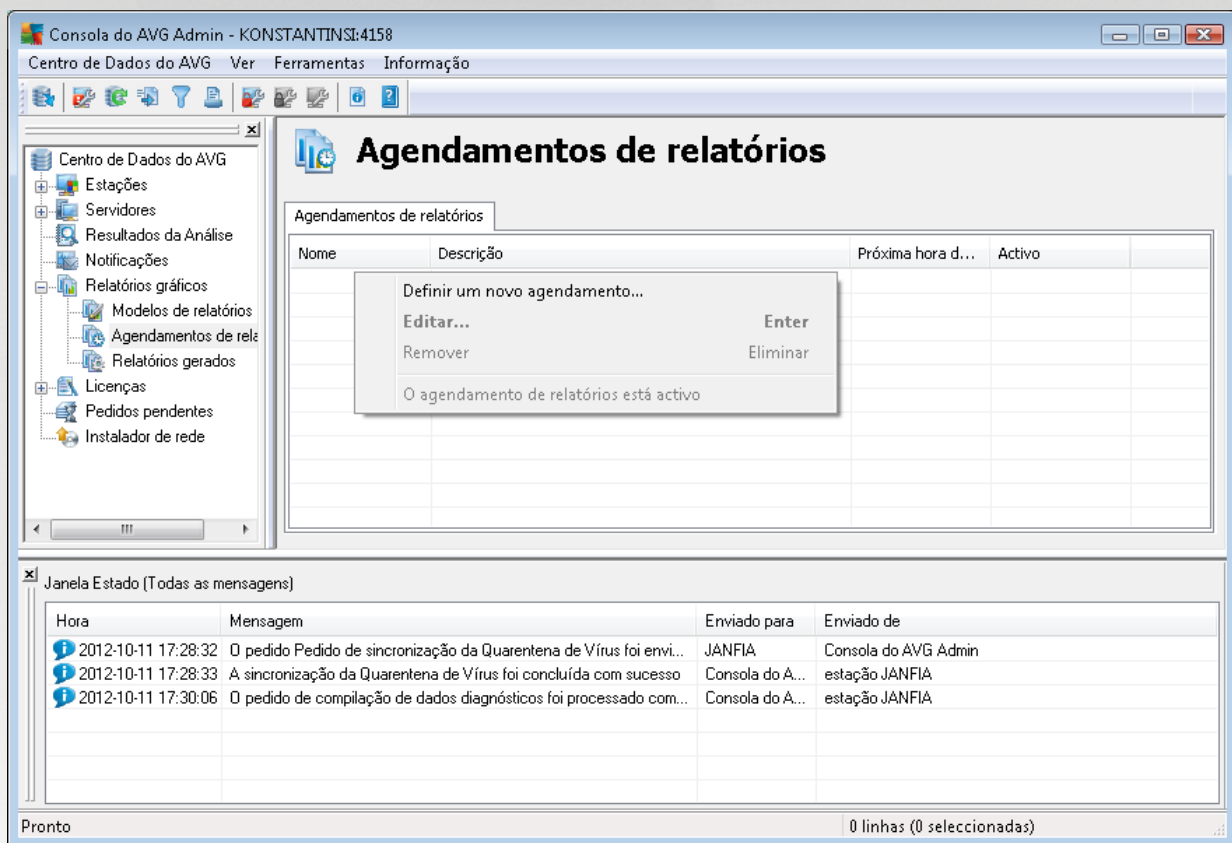 Consola do AVG Admin - KONSTANTINSI:4158
Centro de Dados do AVG Ver Ferramentas Informação
Centro de Dados do AVG
Estações
Servidores
Resultados da Análise
Notificações
Relatórios gráficos
Modelos de relatórios
Agendamentos de rela
Relatórios gerados
Licenças
Pedidos pendentes
Instalador de rede
Agendamentos de relatórios
Agendamentos de relatórios
Nome Descrição Próxima hora d... Activo
Definir um novo agendamento...
Editar... Enter
Remover Eliminar
O agendamento de relatórios está activo
Janela Estado (Todas as mensagens)
Hora Mensagem Enviado para Enviado de
2012-10-11 17:28:32 O pedido Pedido de sincronização da Quarentena de Vírus foi envi... JANFIA Consola do AVG Admin
2012-10-11 17:28:33 A sincronização da Quarentena de Vírus foi concluída com sucesso Consola do A... estação JANFIA
2012-10-11 17:30:06 O pedido de compilação de dados diagnósticos foi processado com... Consola do A... estação JANFIA
Pronto 0 linhas (0 seleccionadas)